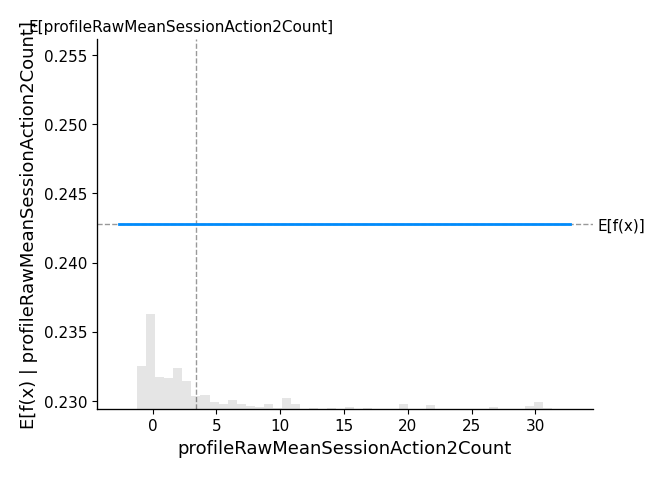 E[profileRawMeanSessionAction2Count]
E[f(x) | profileRawMeanSessionAction2Count]
0.255
0.250
0.245
0.240
0.235
0.230
E[f(x)]
0 5 10 15 20 25 30
profileRawMeanSessionAction2Count